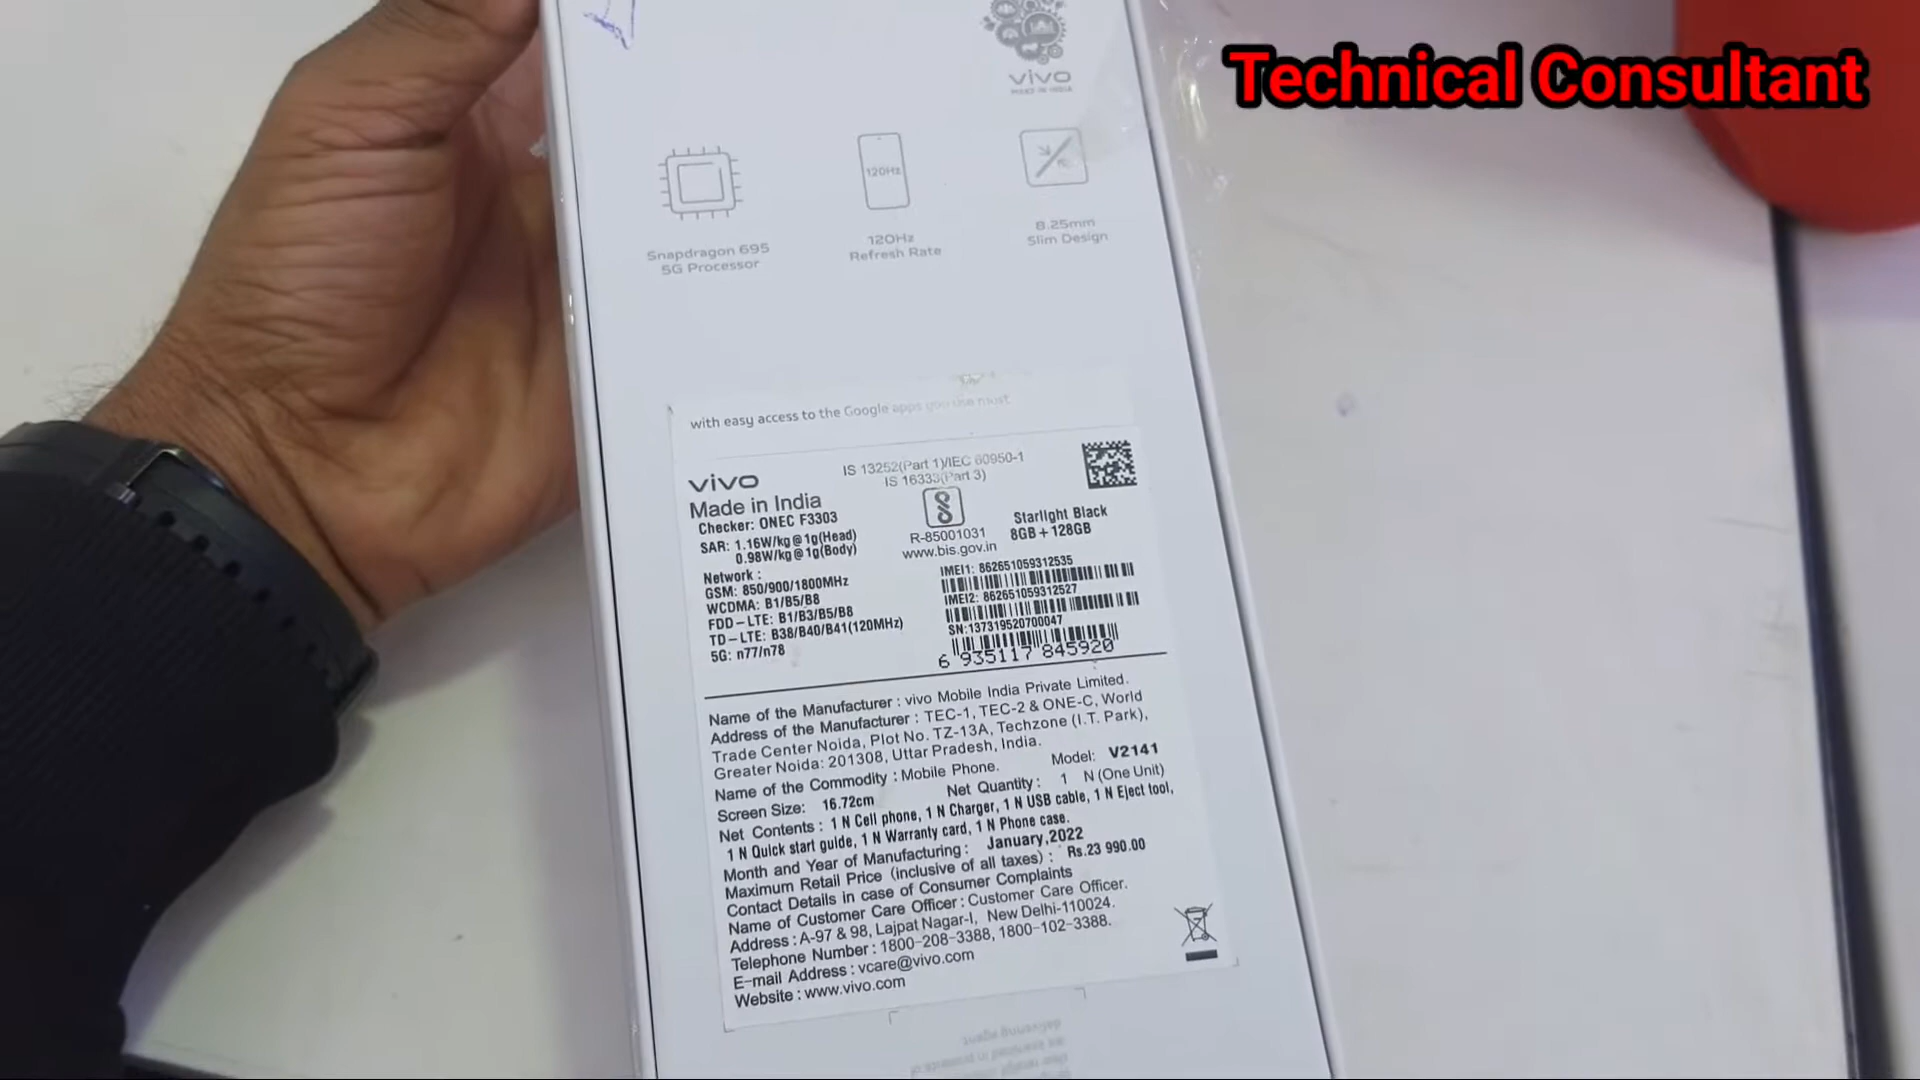 Technical Consultant
vivo
MADE IN INDIA
Snapdragon 695
5G Processor
120Hz
120Hz
Refresh Rate
8.25mm
Slim Design
with easy access to the Google apps you use most
vivo
Made in India
Checker: ONEC F3303
SAR: 1.16W/kg@1g(Head)
0.98W/kg@1g(Body)
Network :
GSM: 850/900/1800MHz
WCDMA: B1/B5/B8
FDD-LTE: B1/B3/B5/B8
TD-LTE: B38/B40/B41(120MHz)
5G: n77/n78
IS 13252(Part 1)/IEC 60950-1
IS 16333(Part 3)
R-85001031
www.bis.gov.in
Starlight Black
8GB+128GB
IMEI1: 862651059312535
IMEI2: 862651059312527
SN:137319520700047
6 935117 845920
Name of the Manufacturer : vivo Mobile India Private Limited.
Address of the Manufacturer : TEC-1, TEC-2 & ONE-C, World
Trade Center Noida, Plot No. TZ-13A, Techzone (I.T. Park),
Greater Noida: 201308, Uttar Pradesh, India.
Name of the Commodity : Mobile Phone. Model: V2141
Screen Size: 16.72cm Net Quantity : 1 N (One Unit)
Net Contents : 1 N Cell phone, 1 N Charger, 1 N USB cable, 1 N Eject tool,
1 N Quick start guide, 1 N Warranty card, 1 N Phone case.
Month and Year of Manufacturing : January,2022
Maximum Retail Price (inclusive of all taxes) : Rs.23 990.00
Contact Details in case of Consumer Complaints
Name of Customer Care Officer : Customer Care Officer.
Address : A-97 & 98, Lajpat Nagar-I, New Delhi-110024.
Telephone Number : 1800-208-3388, 1800-102-3388.
E-mail Address : vcare@vivo.com
Website : www.vivo.com